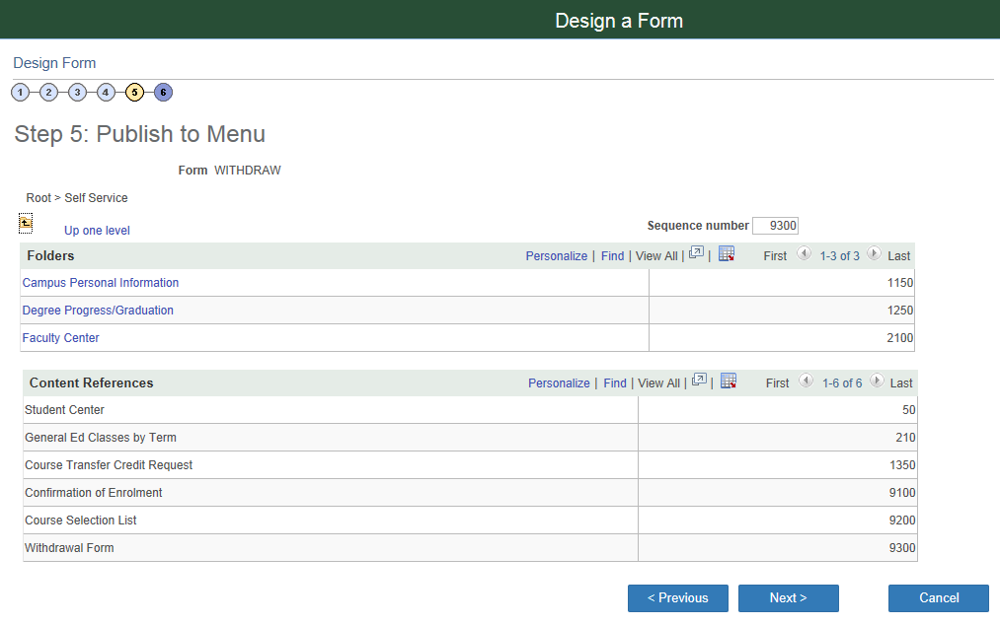 Design a Form
Design Form
1 2 3 4 5 6
Step 5: Publish to Menu
Form WITHDRAW
Root > Self Service
Up one level
Sequence number 9300
Folders Personalize | Find | View All | | First 1-3 of 3 Last
Campus Personal Information 1150
Degree Progress/Graduation 1250
Faculty Center 2100
Content References Personalize | Find | View All | | First 1-6 of 6 Last
Student Center 50
General Ed Classes by Term 210
Course Transfer Credit Request 1350
Confirmation of Enrolment 9100
Course Selection List 9200
Withdrawal Form 9300
< Previous Next > Cancel